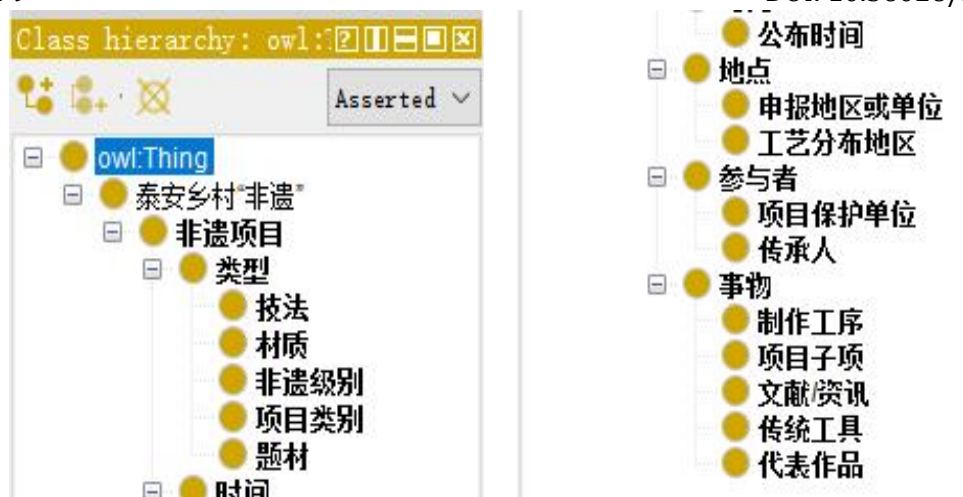 Class hierarchy: owl:
Asserted
owl:Thing
泰安乡村“非遗”
非遗项目
类型
技法
材质
非遗级别
项目类别
题材
时间
公布时间
地点
申报地区或单位
工艺分布地区
参与者
项目保护单位
传承人
事物
制作工序
项目子项
文献/资讯
传统工具
代表作品